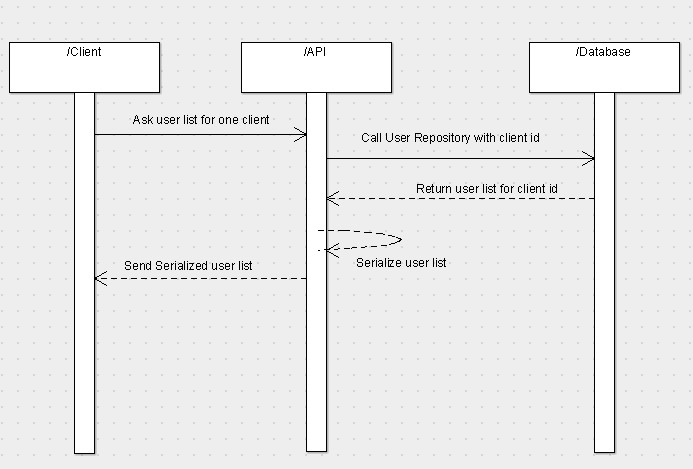 /Client
/API
/Database
Ask user list for one client
Call User Repository with client id
Return user list for client id
Serialize user list
Send Serialized user list